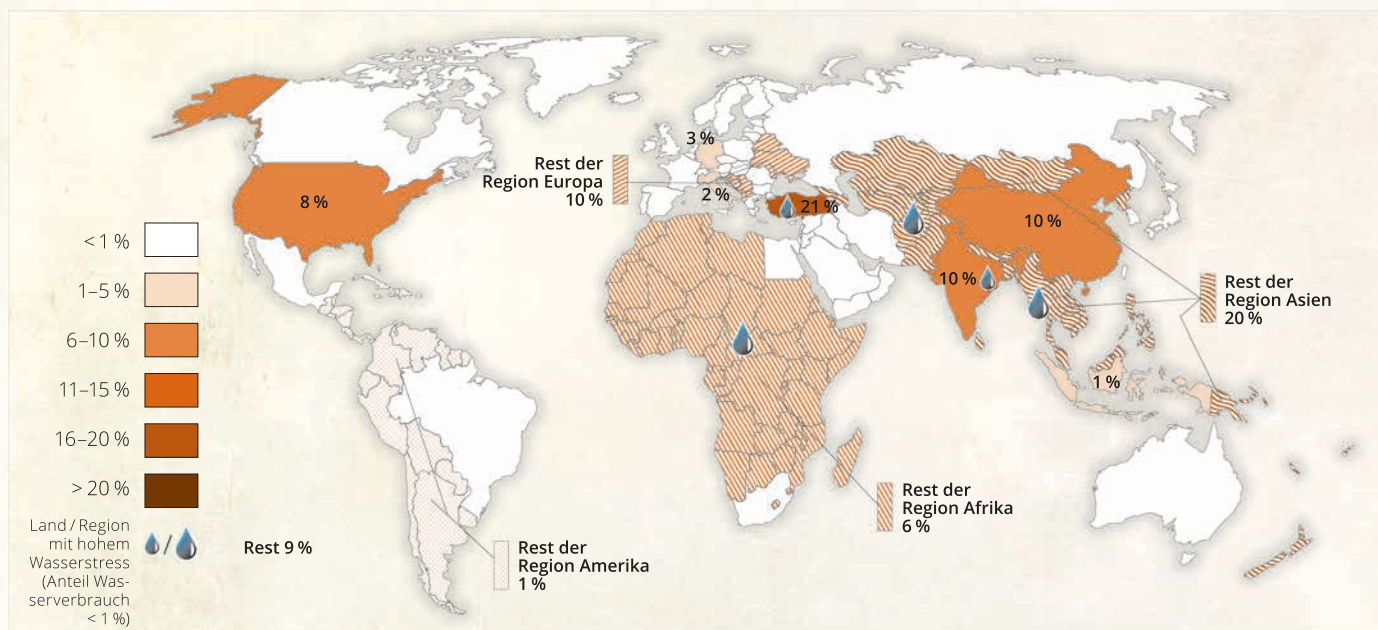 3 %
Rest der
Region Europa
10 %
2 %
21 %
8 %
10 %
10 %
< 1 %
1–5 %
6–10 %
11–15 %
16–20 %
> 20 %
Rest der
Region Asien
20 %
1 %
Rest der
Region Afrika
6 %
Land / Region
mit hohem
Wasserstress
(Anteil Was-
serverbrauch
< 1 %)
/
Rest 9 %
Rest der
Region Amerika
1 %